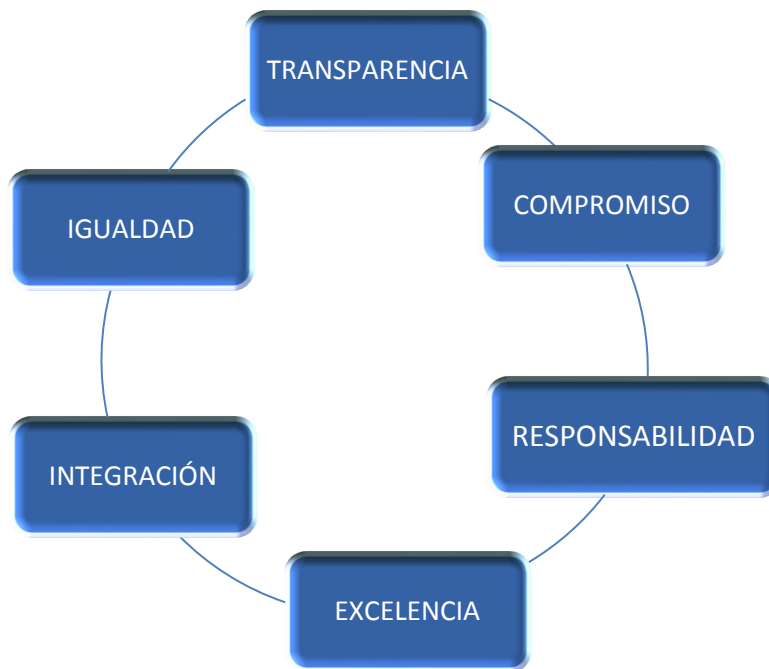 TRANSPARENCIA
COMPROMISO
RESPONSABILIDAD
EXCELENCIA
INTEGRACIÓN
IGUALDAD